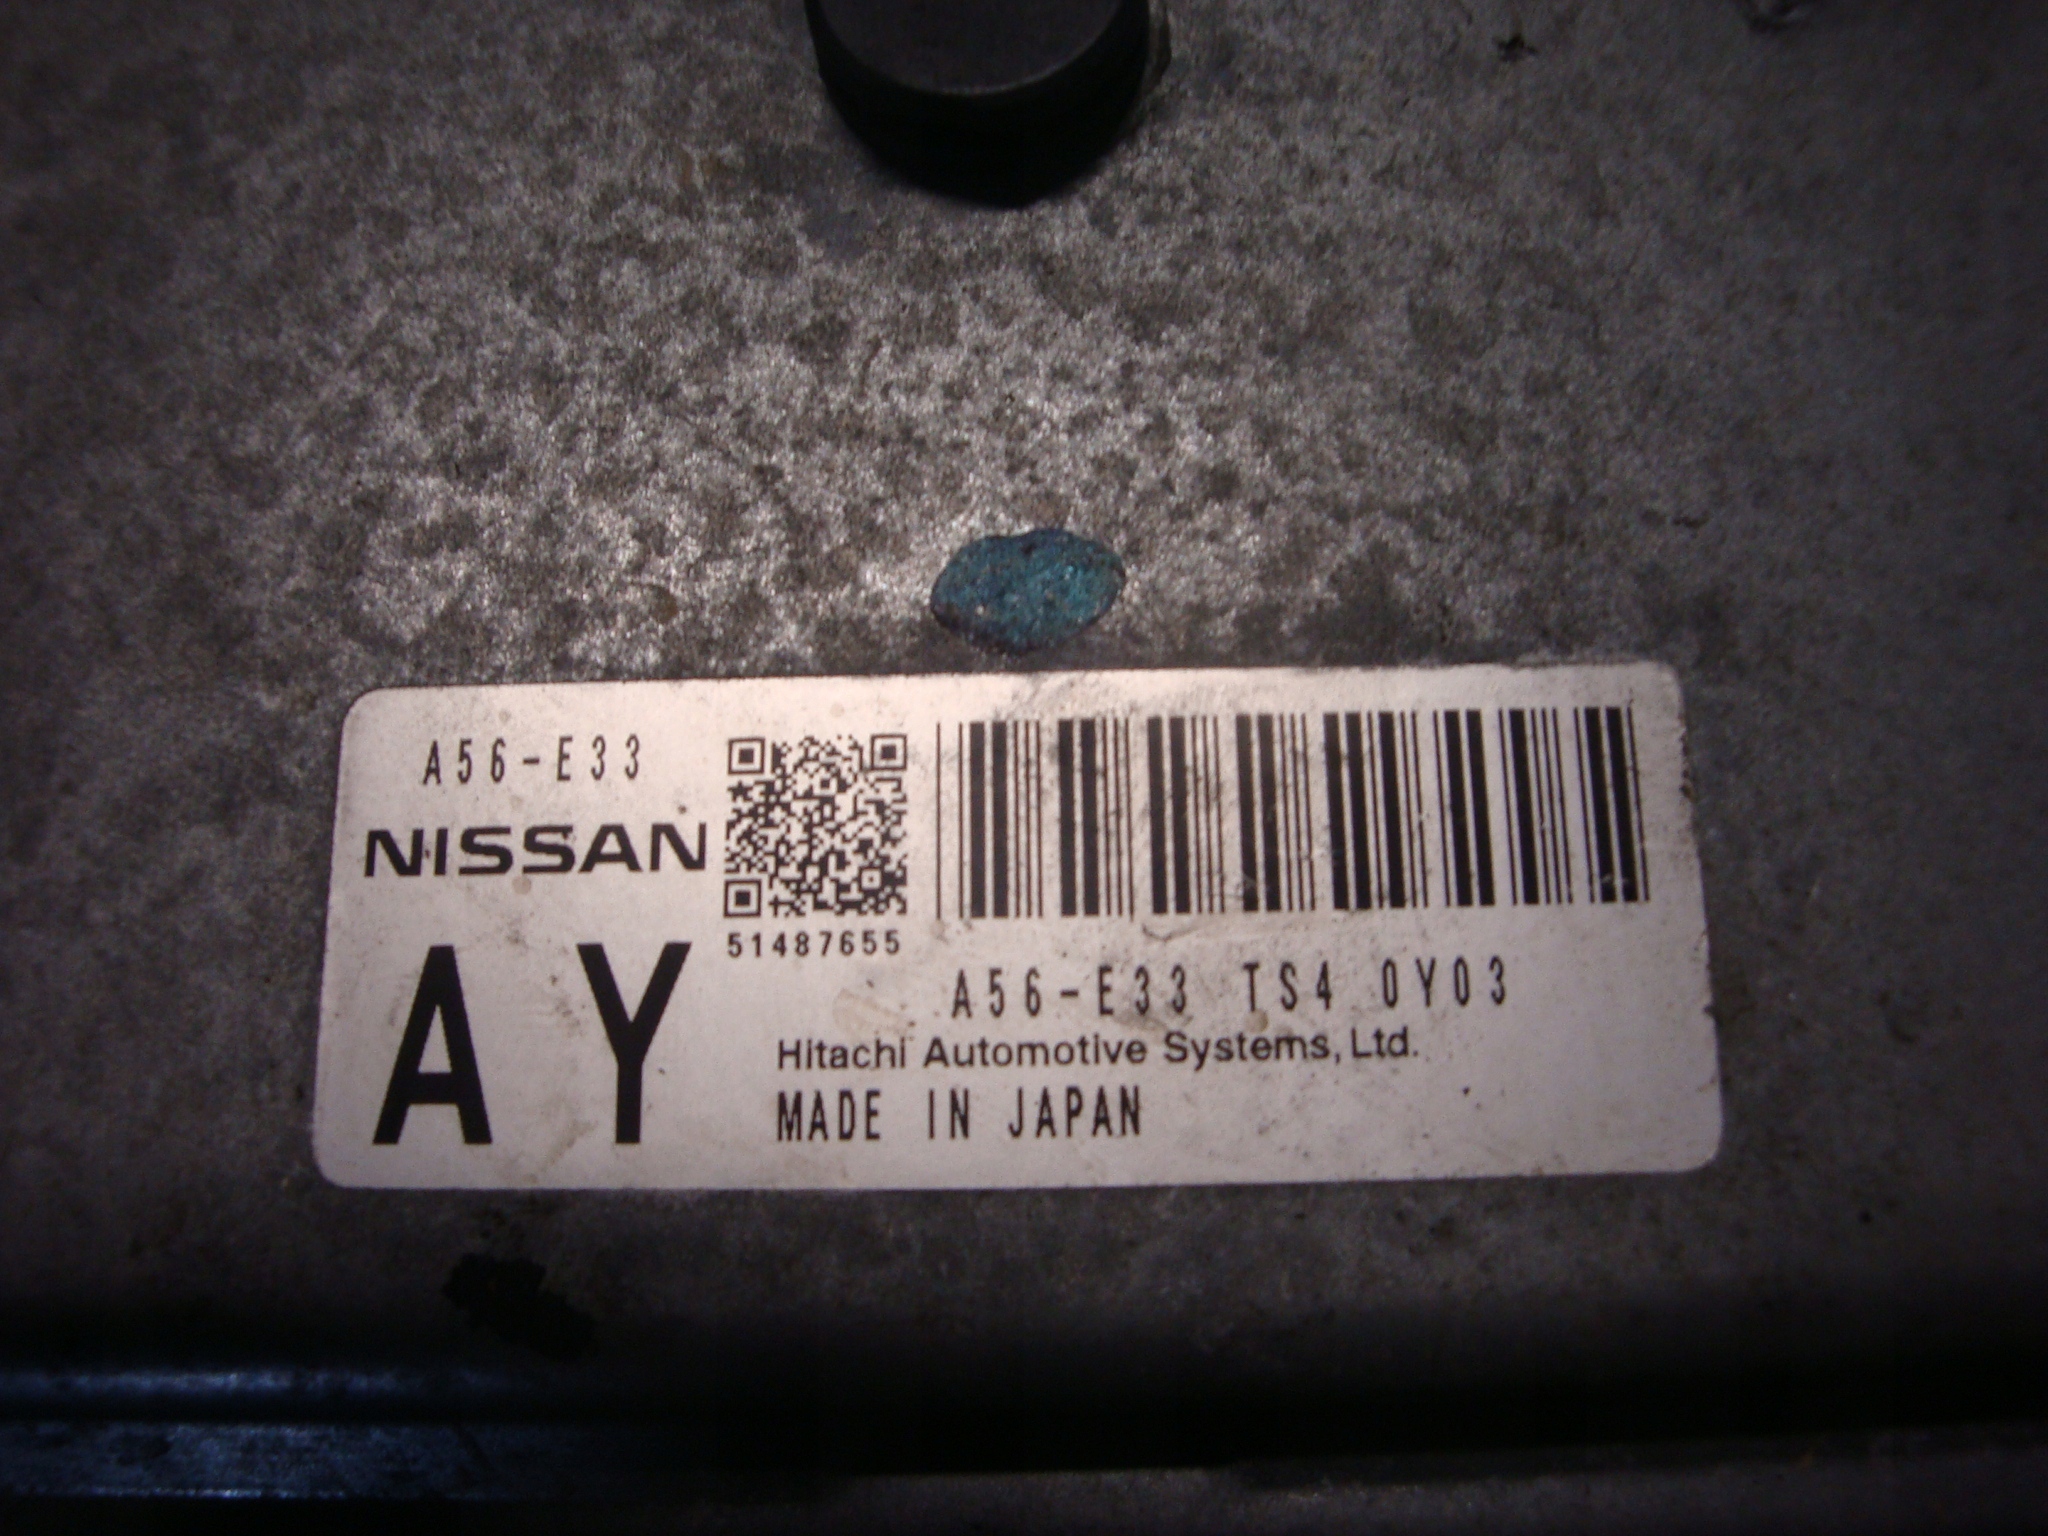 A56-E33
NISSAN
AY
51487655
A56-E33 TS4 0Y03
Hitachi Automotive Systems, Ltd.
MADE IN JAPAN